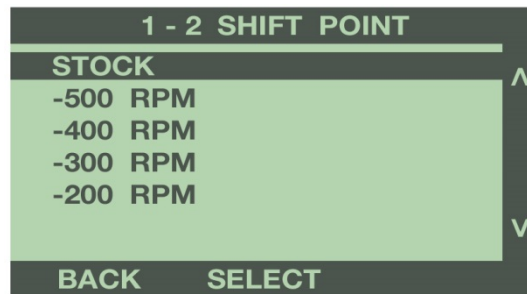 1 - 2 SHIFT POINT
STOCK
-500 RPM
-400 RPM
-300 RPM
-200 RPM
BACK SELECT